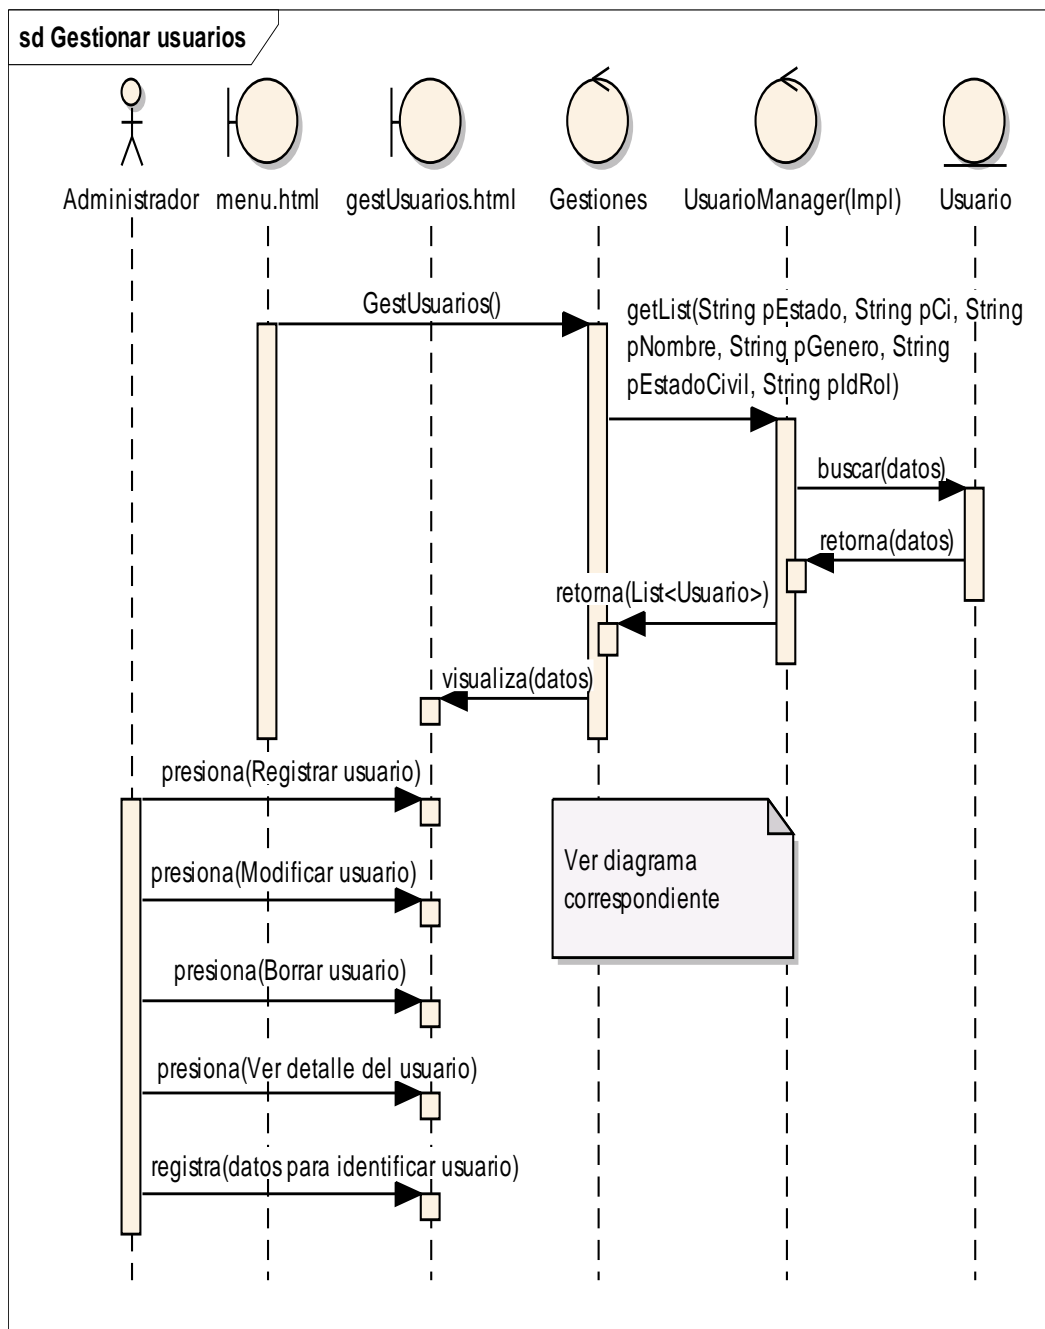 sd Gestionar usuarios
Administrador
menu.html
gestUsuarios.html
Gestiones
UsuarioManager(Impl)
Usuario
GestUsuarios()
getList(String pEstado, String pCi, String
pNombre, String pGenero, String
pEstadoCivil, String pIdRol)
buscar(datos)
retorna(datos)
retorna(List<Usuario>)
visualiza(datos)
presiona(Registrar usuario)
presiona(Modificar usuario)
Ver diagrama
correspondiente
presiona(Borrar usuario)
presiona(Ver detalle del usuario)
registra(datos para identificar usuario)